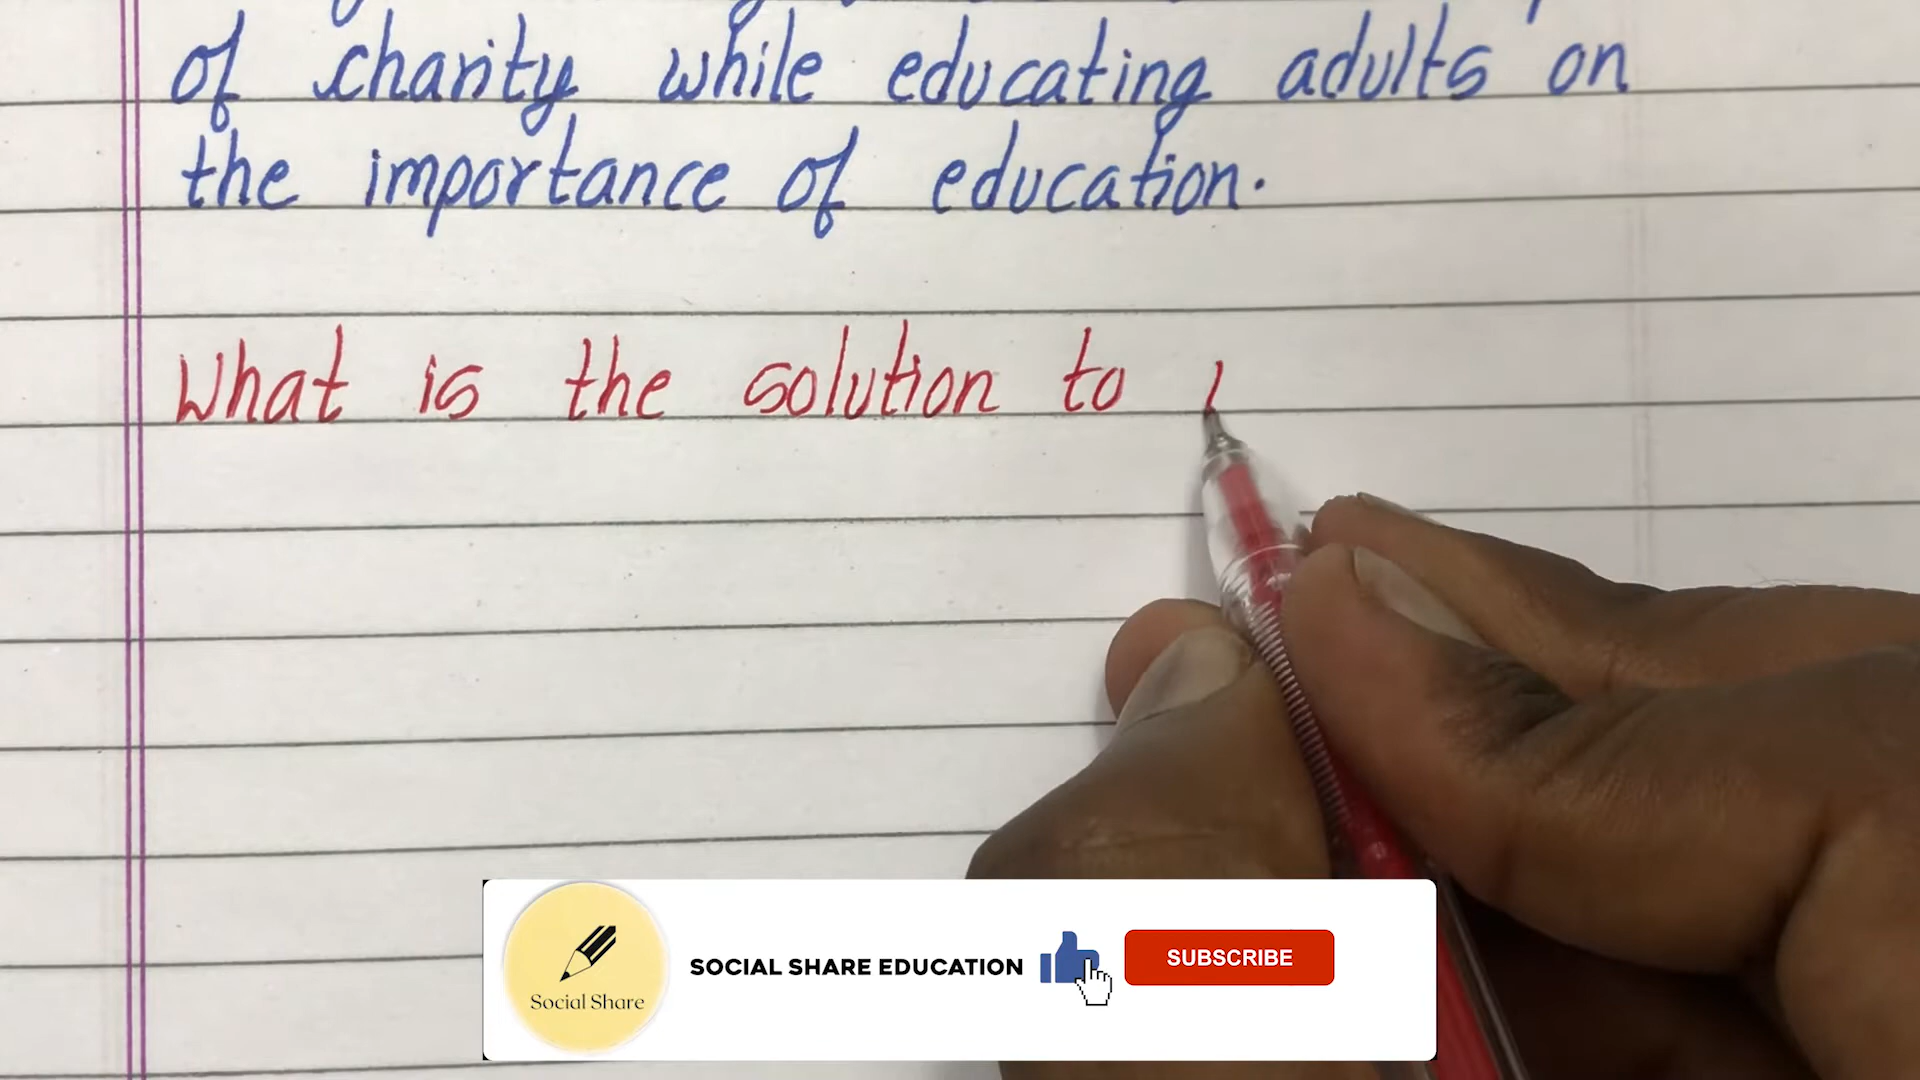 of charity while educating adults on
the importance of education.
What is the solution to
Social Share
SOCIAL SHARE EDUCATION
SUBSCRIBE